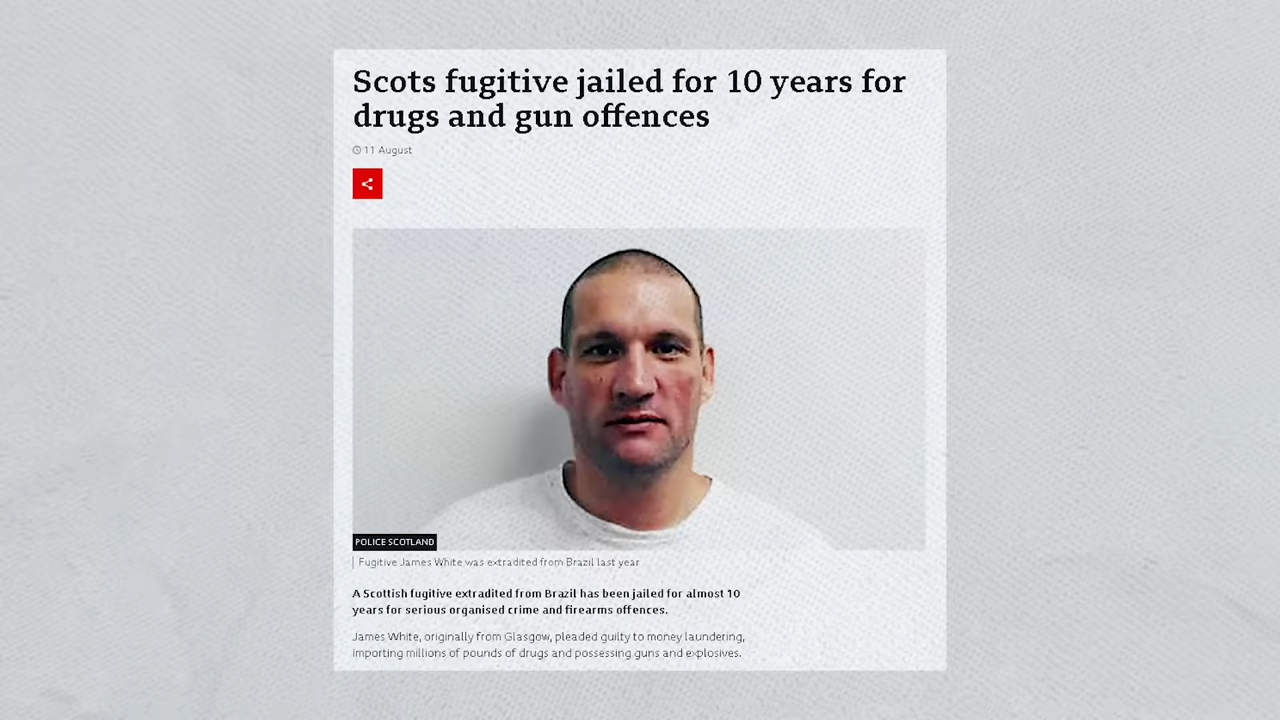 Scots fugitive jailed for 10 years for
drugs and gun offences
11 August
POLICE SCOTLAND
Fugitive James White was extradited from Brazil last year
A Scottish fugitive extradited from Brazil has been jailed for almost 10
years for serious organised crime and firearms offences.
James White, originally from Glasgow, pleaded guilty to money laundering,
importing millions of pounds of drugs and possessing guns and explosives.